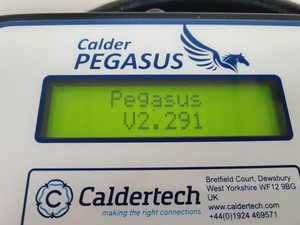 Calder
PEGASUS
Pegasus
V2.291
C Caldertech
making the right connections
Bretfield Court, Dewsbury
West Yorkshire WF12 9BG
UK
www.caldertech.com
+44(0)1924 469571